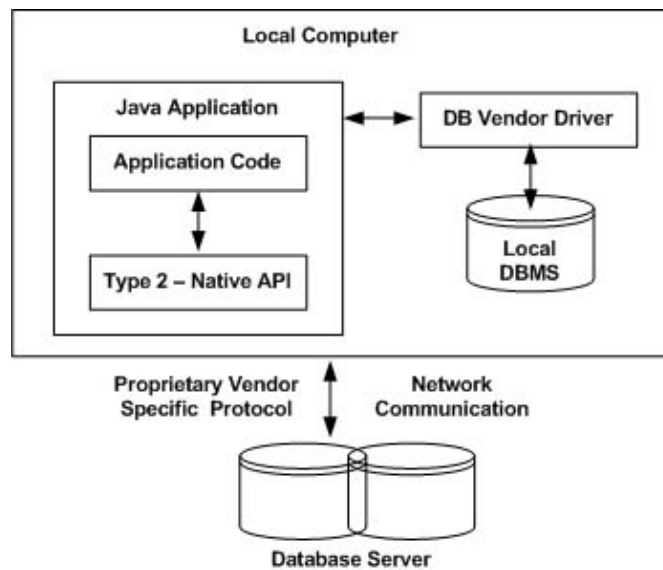 Local Computer
Java Application
DB Vendor Driver
Application Code
Type 2 – Native API
Local
DBMS
Proprietary Vendor
Specific Protocol
Network
Communication
Database Server